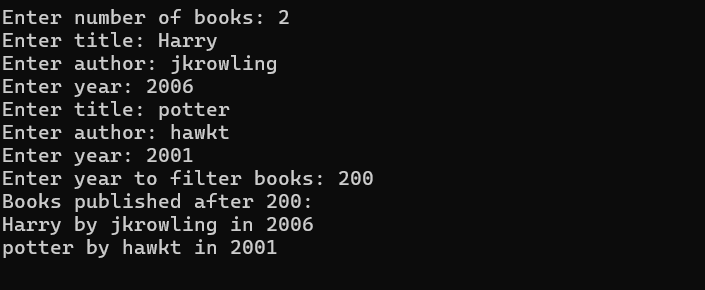 Enter number of books: 2
Enter title: Harry
Enter author: jkrowling
Enter year: 2006
Enter title: potter
Enter author: hawkt
Enter year: 2001
Enter year to filter books: 200
Books published after 200:
Harry by jkrowling in 2006
potter by hawkt in 2001